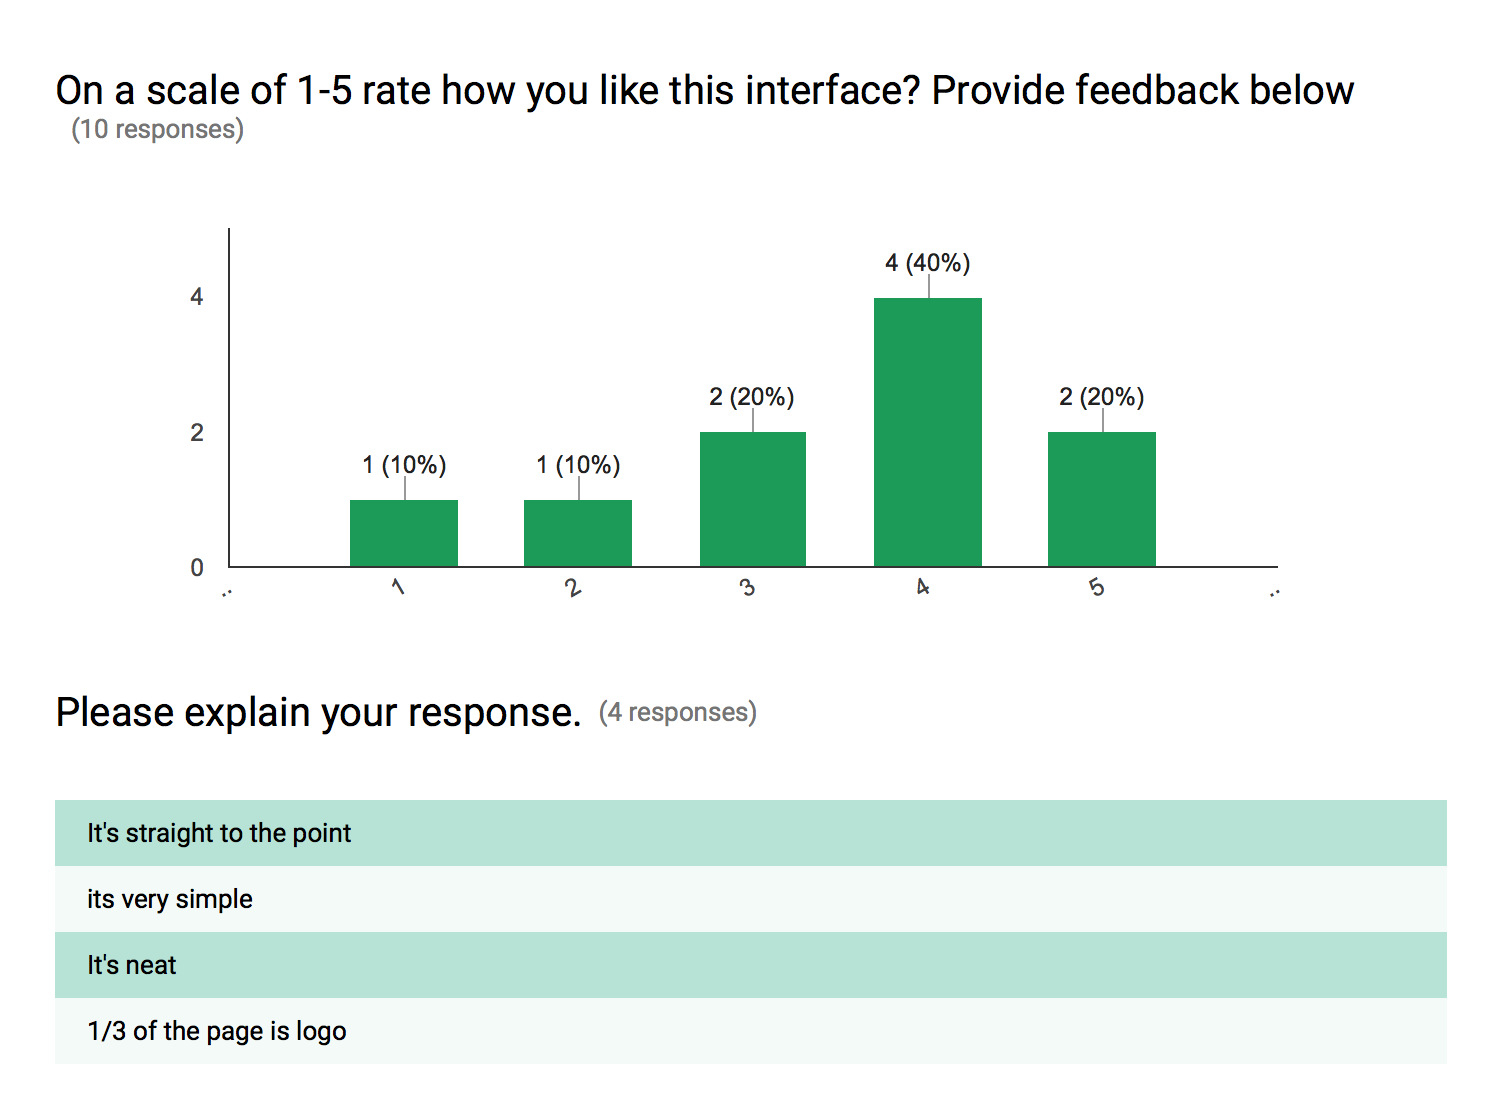 On a scale of 1-5 rate how you like this interface? Provide feedback below
(10 responses)
4 (40%)
4
2 (20%)
2 (20%)
2
1 (10%)
1 (10%)
0
..
1
2
3
4
5
..
Please explain your response. (4 responses)
It's straight to the point
its very simple
It's neat
1/3 of the page is logo